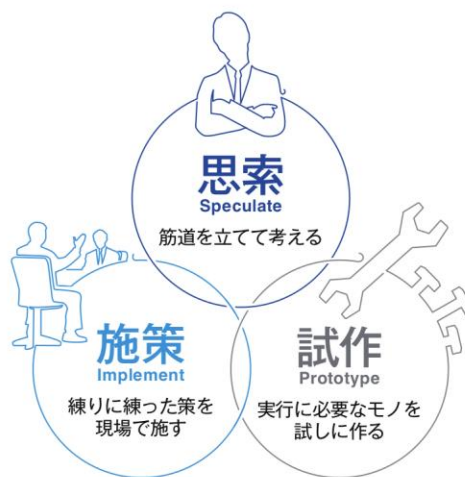 思索
Speculate
筋道を立てて考える
施策
Implement
練りに練った策を
現場で施す
試作
Prototype
実行に必要なモノを
試しに作る